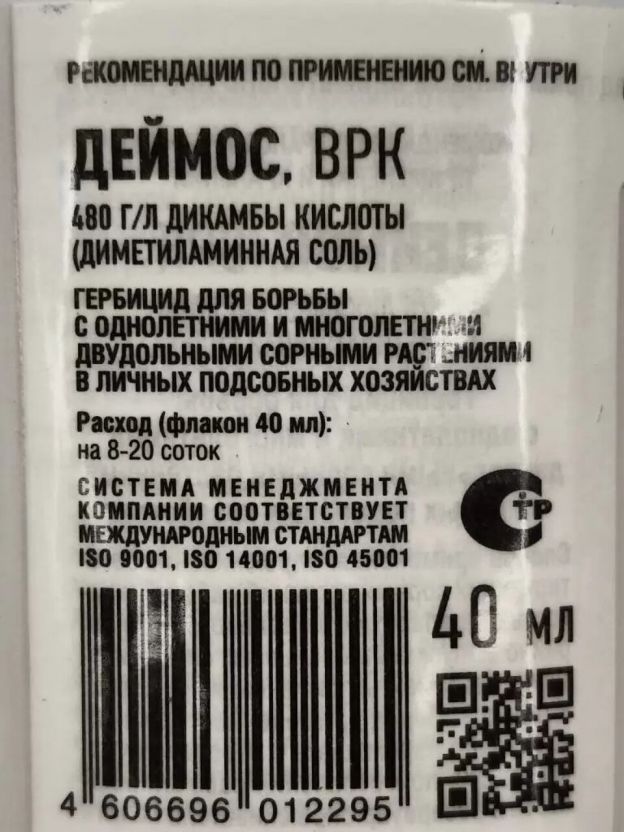 РЕКОМЕНДАЦИИ ПО ПРИМЕНЕНИЮ СМ. ВНУТРИ
ДЕЙМОС, ВРК
480 Г/Л ДИКАМБЫ КИСЛОТЫ
(ДИМЕТИЛАМИННАЯ СОЛЬ)
ГЕРБИЦИД ДЛЯ БОРЬБЫ
С ОДНОЛЕТНИМИ И МНОГОЛЕТНИМИ
ДВУДОЛЬНЫМИ СОРНЫМИ РАСТЕНИЯМИ
В ЛИЧНЫХ ПОДСОБНЫХ ХОЗЯЙСТВАХ
Расход (флакон 40 мл):
на 8-20 соток
СИСТЕМА МЕНЕДЖМЕНТА
КОМПАНИИ СООТВЕТСТВУЕТ
МЕЖДУНАРОДНЫМ СТАНДАРТАМ
ISO 9001, ISO 14001, ISO 45001
СТР
40 МЛ
4 606696 012295